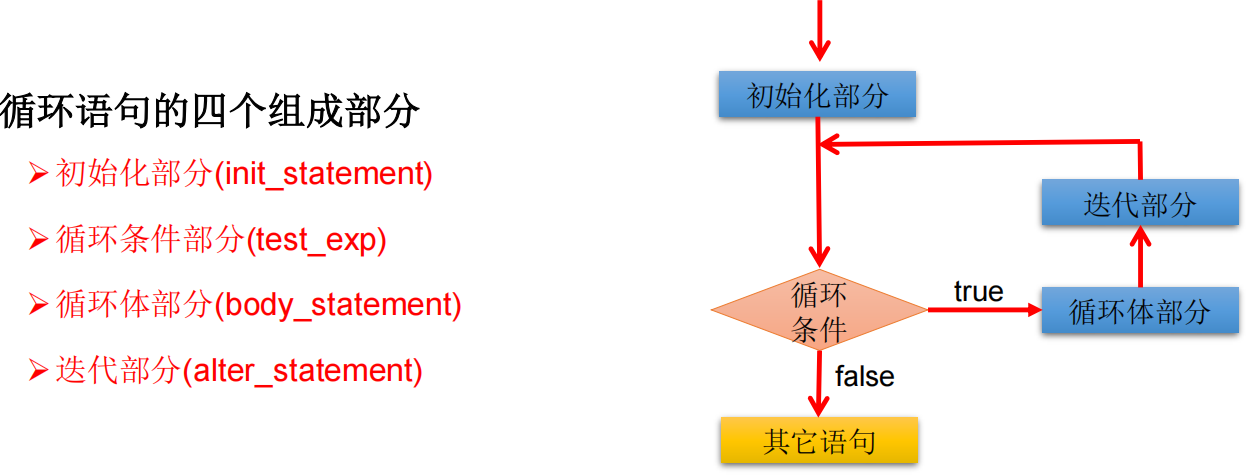 循环语句的四个组成部分
初始化部分(init_statement)
循环条件部分(test_exp)
循环体部分(body_statement)
迭代部分(alter_statement)
初始化部分
迭代部分
循环
条件
true
循环体部分
false
其它语句